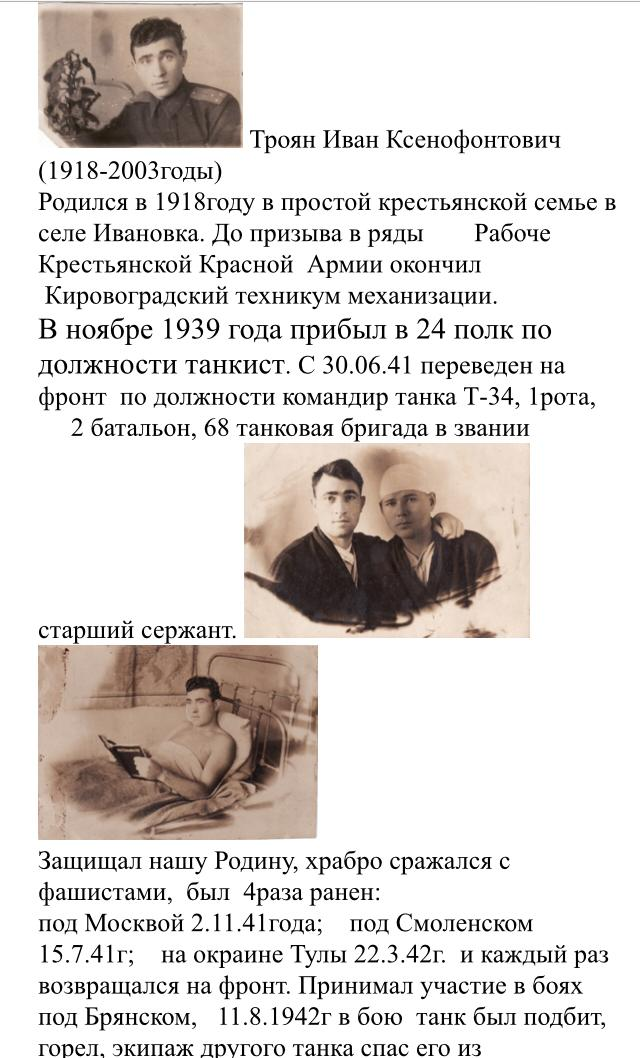 Троян Иван Ксенофонтович
(1918-2003годы)
Родился в 1918году в простой крестьянской семье в
селе Ивановка. До призыва в ряды Рабоче
Крестьянской Красной Армии окончил
Кировоградский техникум механизации.
В ноябре 1939 года прибыл в 24 полк по
должности танкист. С 30.06.41 переведен на
фронт по должности командир танка Т-34, 1рота,
2 батальон, 68 танковая бригада в звании
старший сержант.
Защищал нашу Родину, храбро сражался с
фашистами, был 4раза ранен:
под Москвой 2.11.41года; под Смоленском
15.7.41г; на окраине Тулы 22.3.42г. и каждый раз
возвращался на фронт. Принимал участие в боях
под Брянском, 11.8.1942г в бою танк был подбит,
горел, экипаж другого танка спас его из